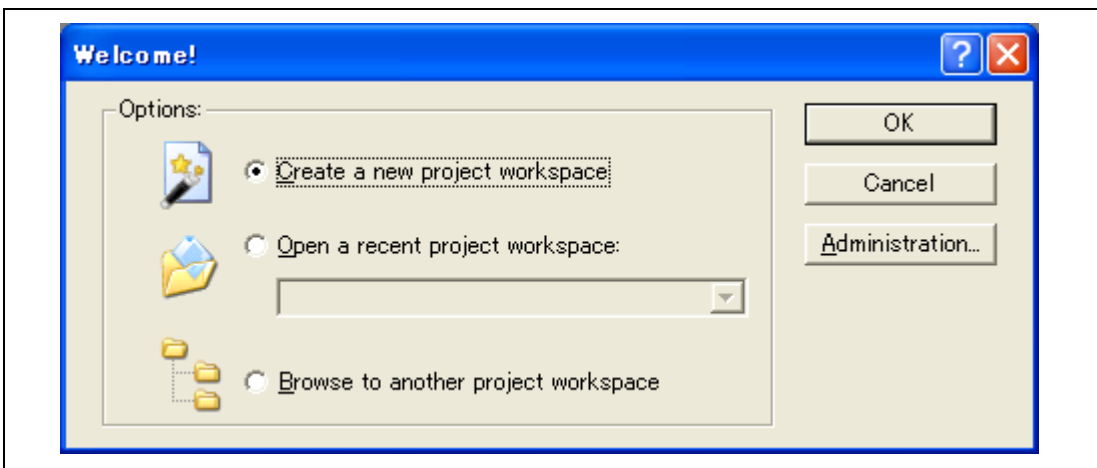 Welcome!
Options:
Create a new project workspace
Open a recent project workspace:
Browse to another project workspace
OK
Cancel
Administration...